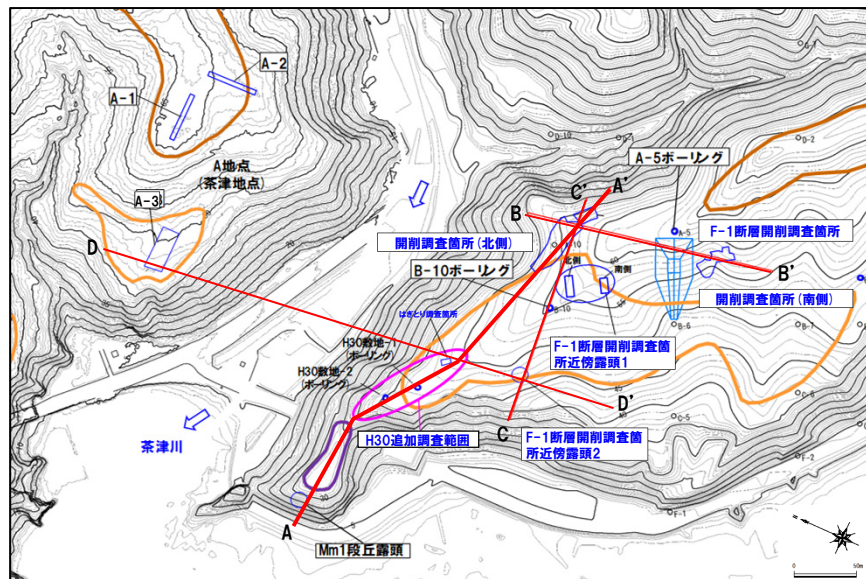 A-2
A-1
A地点
(茶津地点)
A-3
D
A-5ボーリング
D-10
D-1
D-2
C'
A'
B
開削調査箇所(北側)
A-5
F-1断層開削調査箇所
B-10ボーリング
北側
南側
B'
開削調査箇所(南側)
はぎとり調査箇所
B-10
B-6
B-7
H30敷地-1
(ボーリング)
H30敷地-2
(ボーリング)
F-1断層開削調査箇
所近傍露頭1
D'
C-6
C-5
C
茶津川
H30追加調査範囲
F-1断層開削調査箇
所近傍露頭2
F-2
F-1
A
Mm1段丘露頭
0
50m